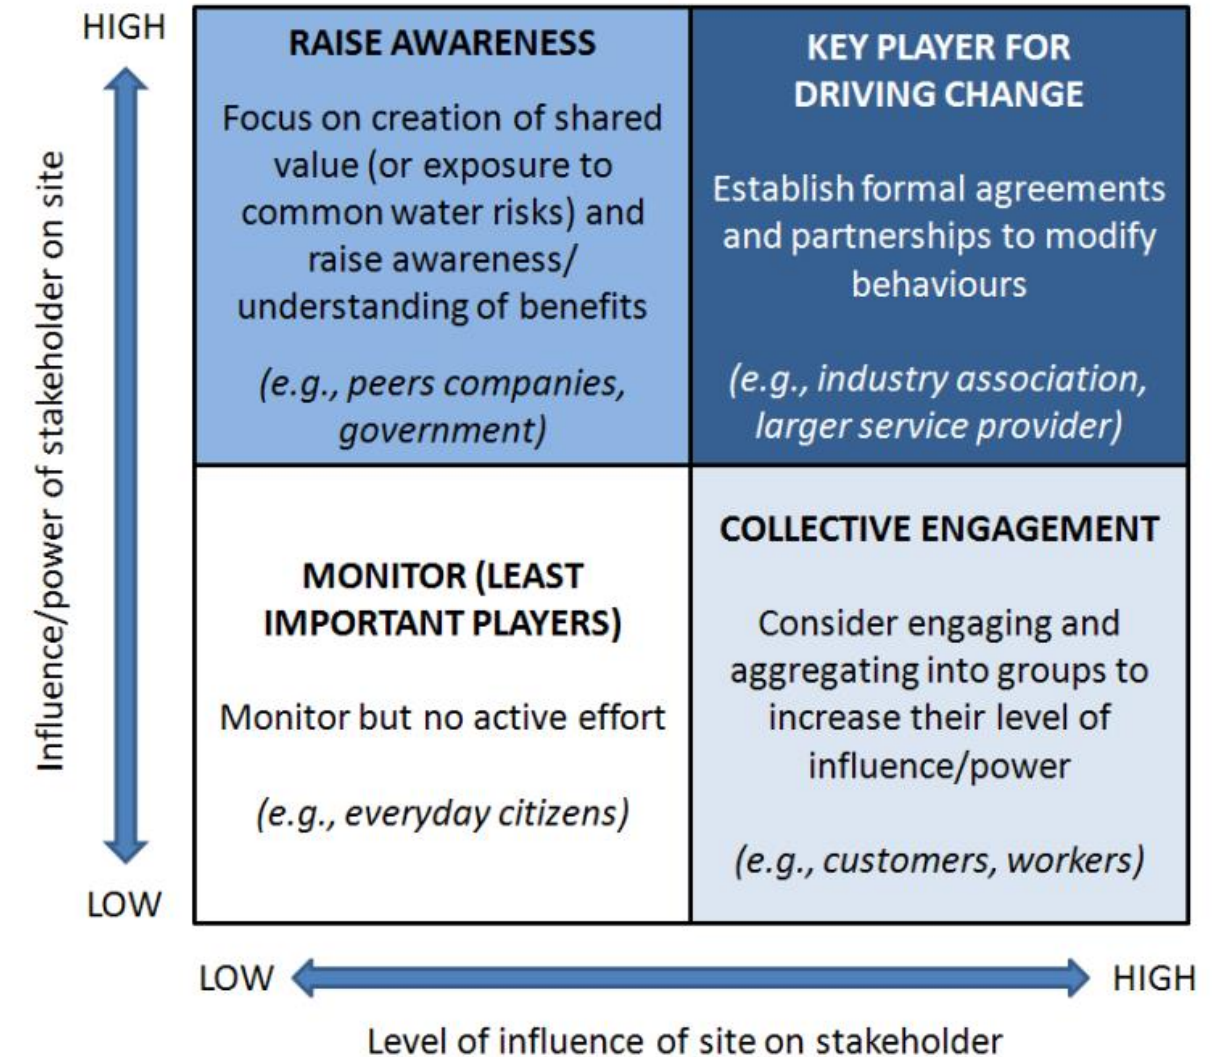 HIGH
Influence/power of stakeholder on site
LOW
RAISE AWARENESS
Focus on creation of shared
value (or exposure to
common water risks) and
raise awareness/
understanding of benefits
(e.g., peers companies,
government)
KEY PLAYER FOR
DRIVING CHANGE
Establish formal agreements
and partnerships to modify
behaviours
(e.g., industry association,
larger service provider)
MONITOR (LEAST
IMPORTANT PLAYERS)
Monitor but no active effort
(e.g., everyday citizens)
COLLECTIVE ENGAGEMENT
Consider engaging and
aggregating into groups to
increase their level of
influence/power
(e.g., customers, workers)
LOW
HIGH
Level of influence of site on stakeholder